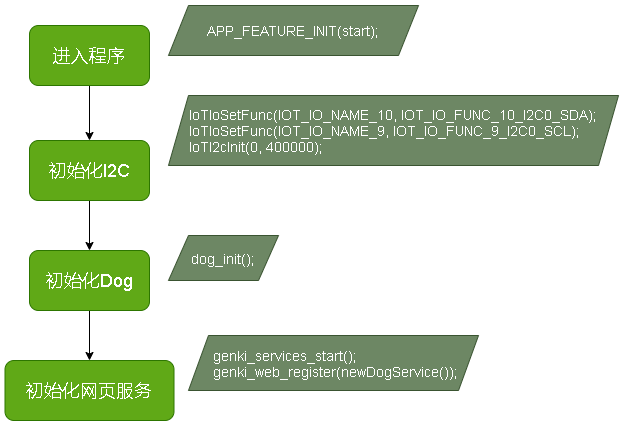 进入程序
APP_FEATURE_INIT(start);
初始化I2C
IoTIoSetFunc(IOT_IO_NAME_10, IOT_IO_FUNC_10_I2C0_SDA);
IoTIoSetFunc(IOT_IO_NAME_9, IOT_IO_FUNC_9_I2C0_SCL);
IoTI2cInit(0, 400000);
初始化Dog
dog_init();
初始化网页服务
genki_services_start();
genki_web_register(newDogService());